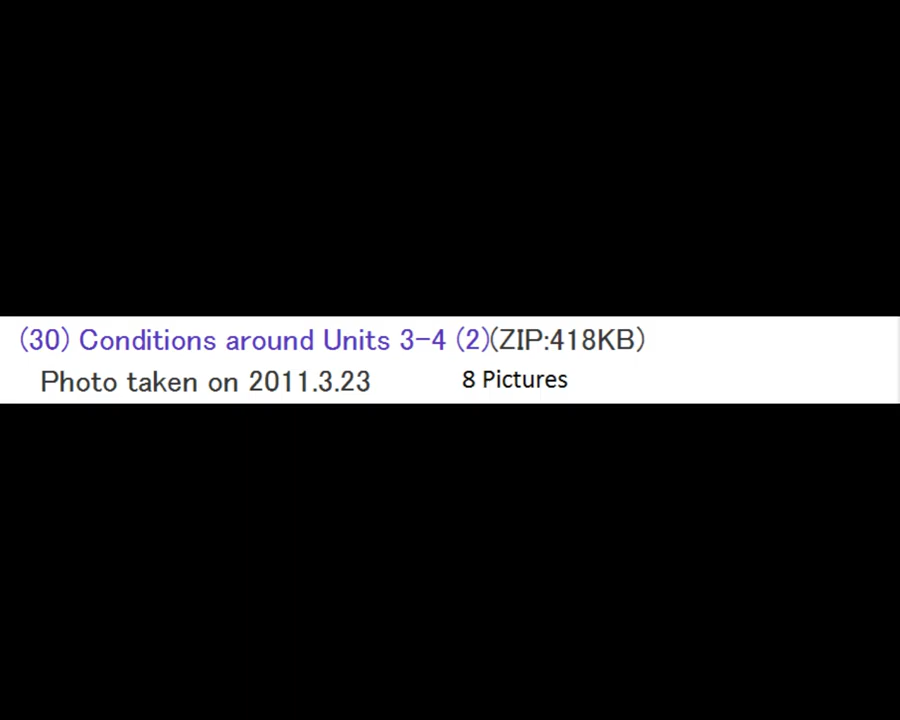 (30) Conditions around Units 3-4 (2)(ZIP:418KB)
Photo taken on 2011.3.23 8 Pictures